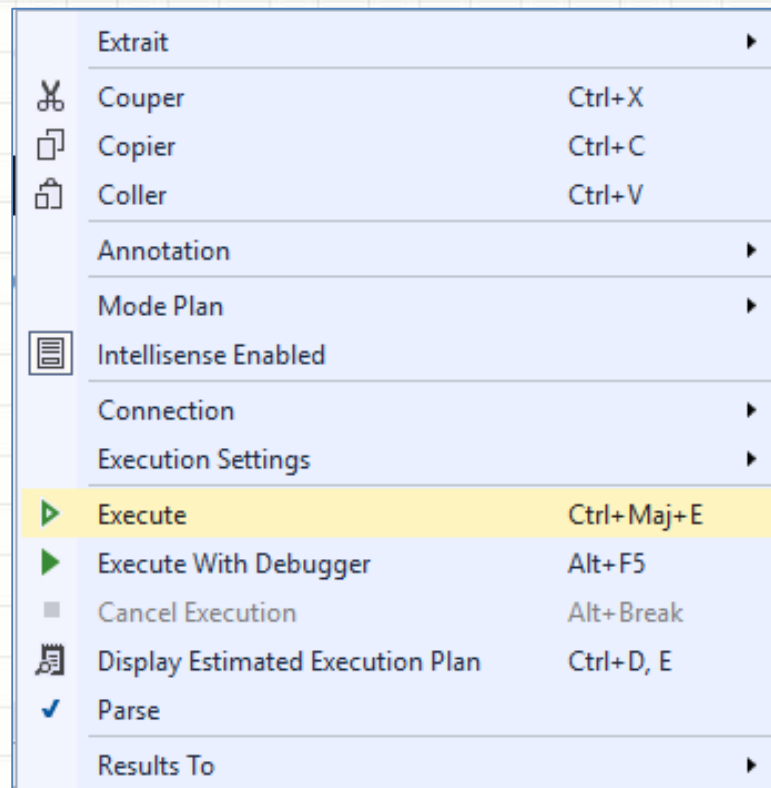 Extrait
Couper Ctrl+X
Copier Ctrl+C
Coller Ctrl+V
Annotation
Mode Plan
Intellisense Enabled
Connection
Execution Settings
Execute Ctrl+Maj+E
Execute With Debugger Alt+F5
Cancel Execution Alt+Break
Display Estimated Execution Plan Ctrl+D, E
Parse
Results To